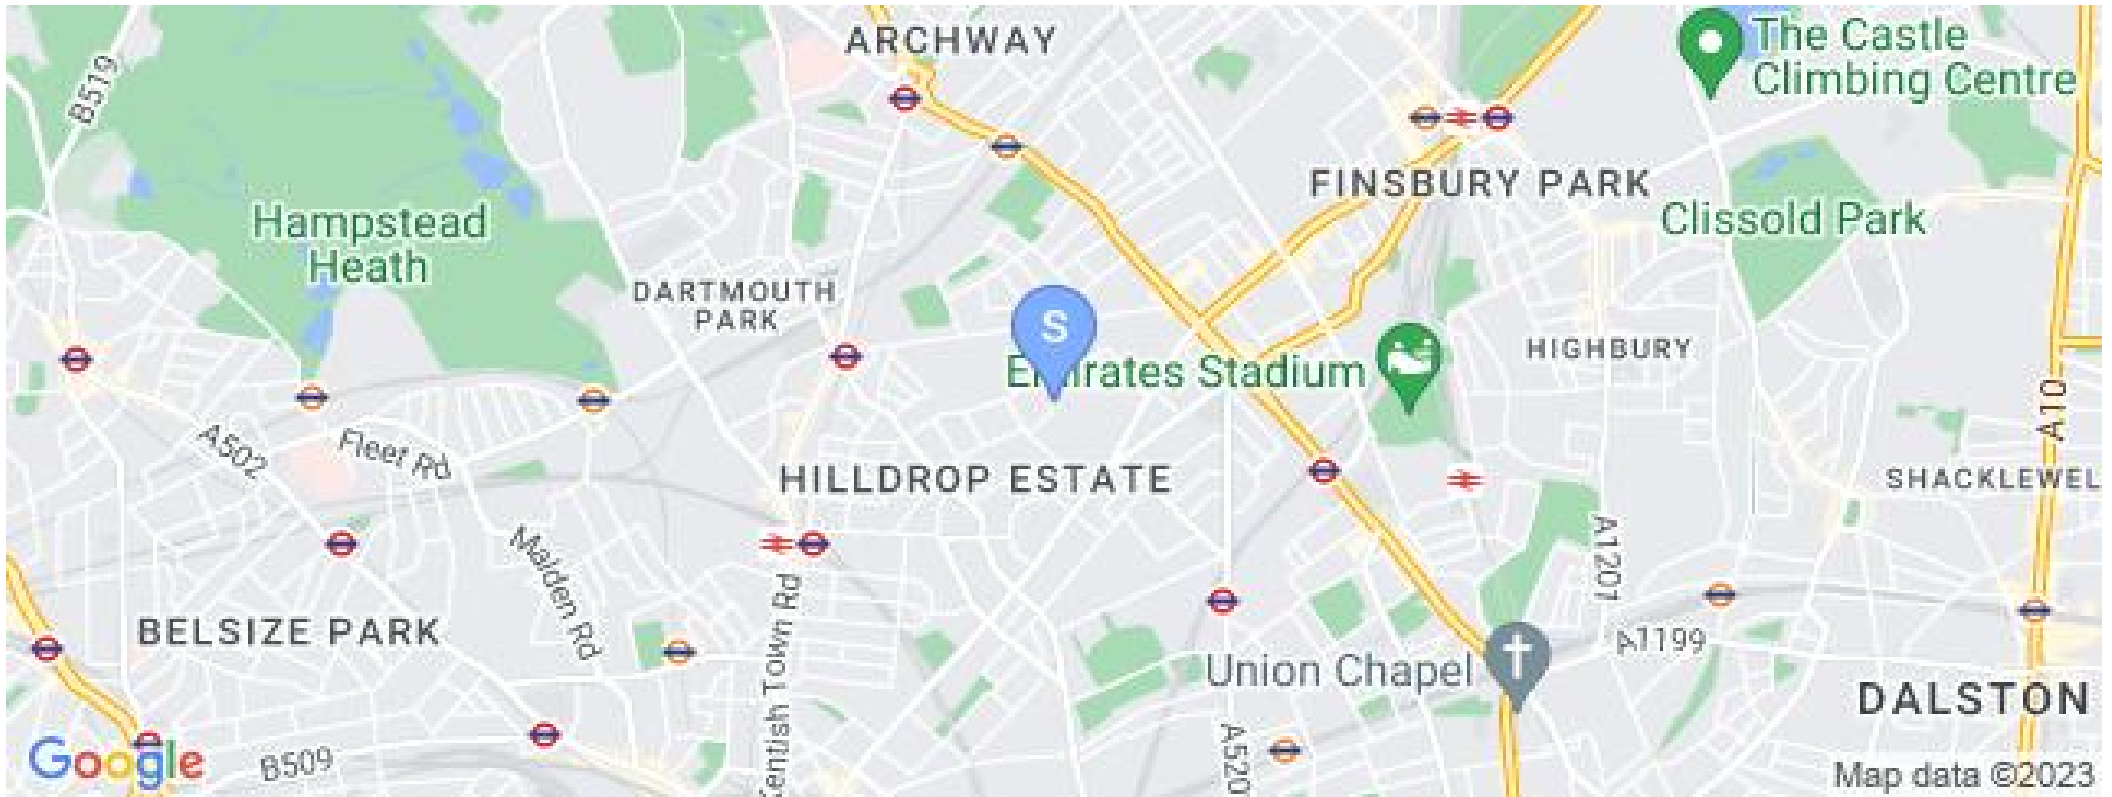 ARCHWAY
The Castle
Climbing Centre
B519
FINSBURY PARK
Hampstead
Heath
Clissold Park
DARTMOUTH
PARK
S
Emirates Stadium
HIGHBURY
A10
A502
Fleet Rd
HILLDROP ESTATE
SHACKLEWEL
Maiden Rd
A1201
BELSIZE PARK
Kentish Town Rd
Union Chapel
A1199
DALSTON
A520
Google
B509
Map data ©2023